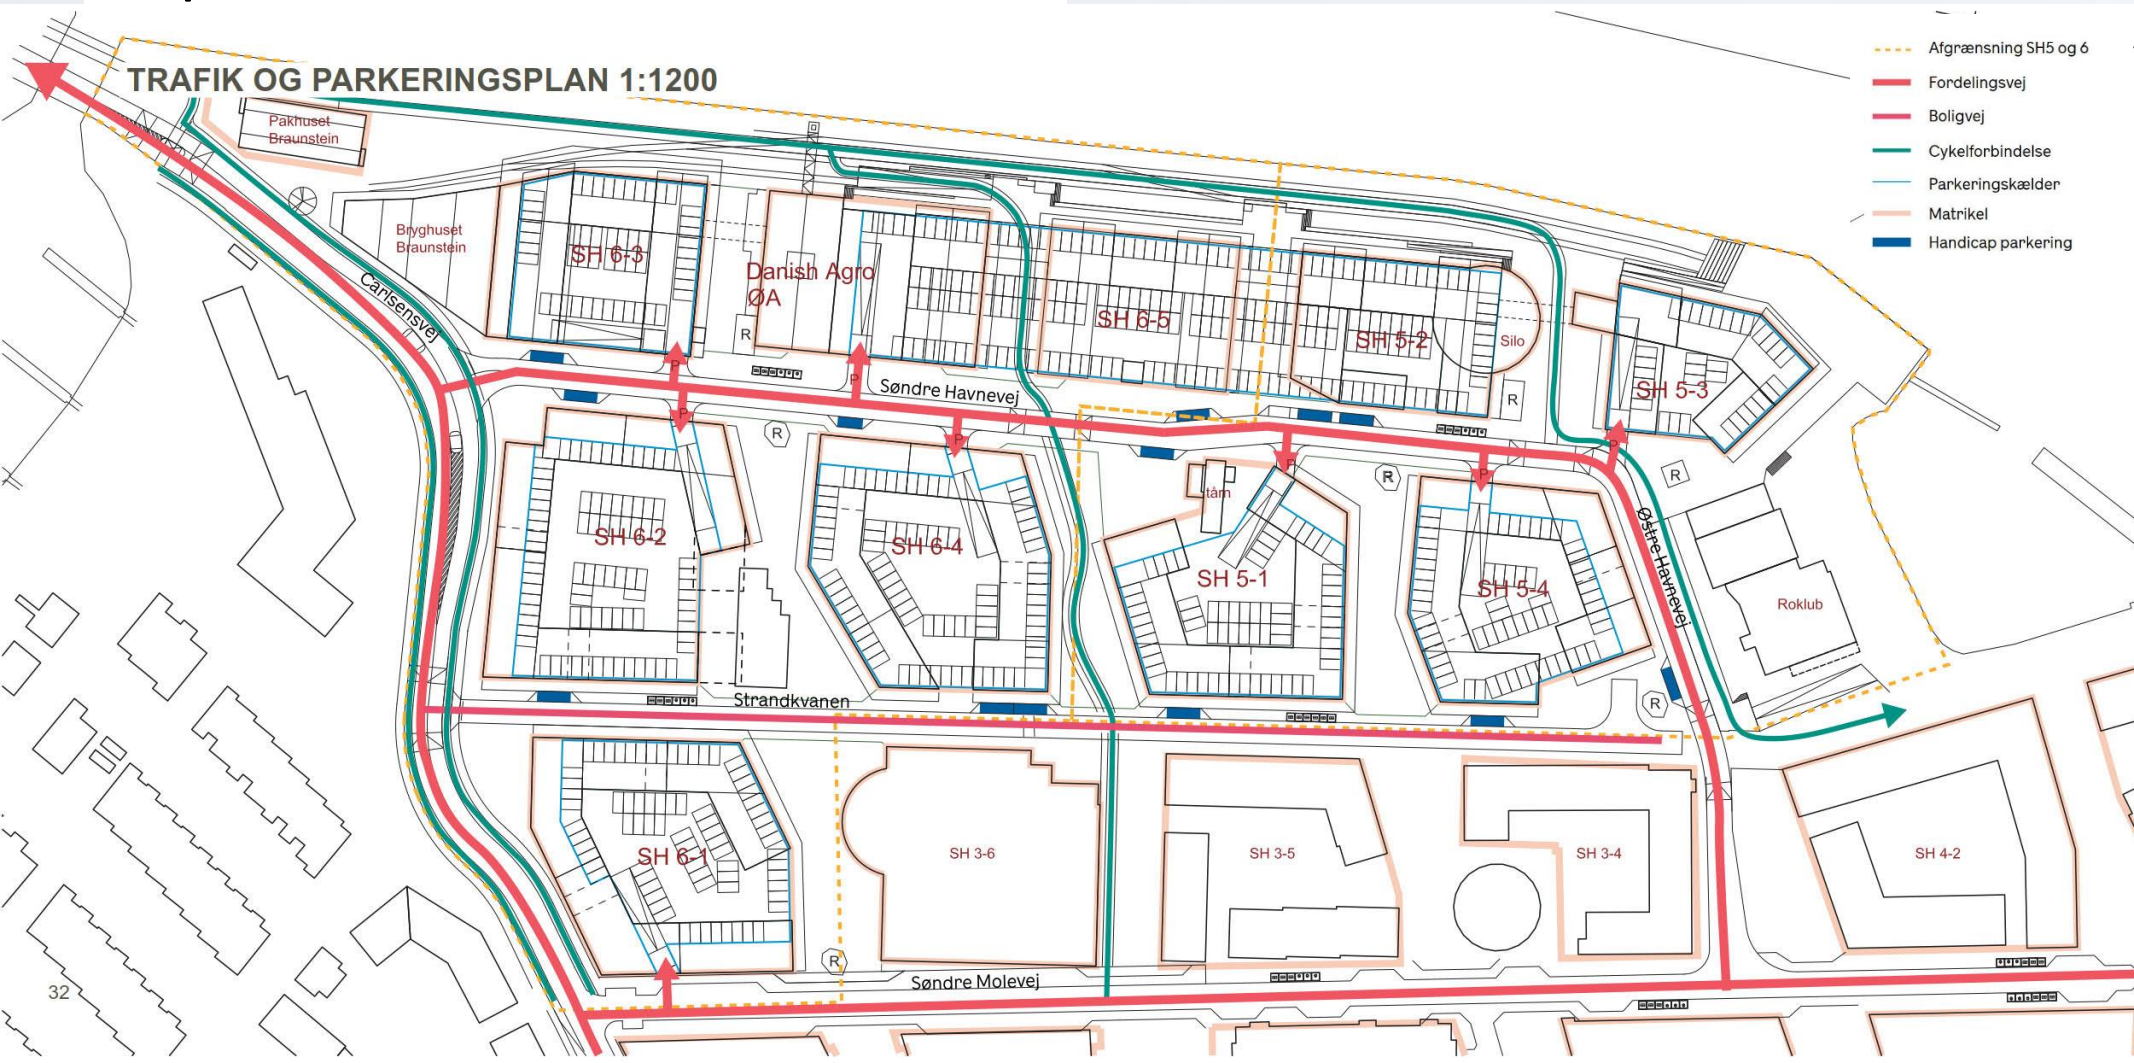 TRAFIK OG PARKERINGSPLAN 1:1200
Afgrænsning SH5 og 6
Fordelingsvej
Boligvej
Cykelforbindelse
Parkeringskælder
Matrikel
Handicap parkering
Pakhuset
Braunstein
Bryghuset
Braunstein
SH 6-3
Danish Agro
ØA
SH 6-5
SH 5-2
Silo
SH 5-3
Carlsensvej
R
R
P
P
Søndre Havnevej
P
R
P
R
P
R
P
P
R
SH 6-2
SH 6-4
tårn
SH 5-1
SH 5-4
Østre Havnevej
Roklub
R
Strandkvanen
SH 6-1
SH 3-6
SH 3-5
SH 3-4
SH 4-2
R
Søndre Molevej
32